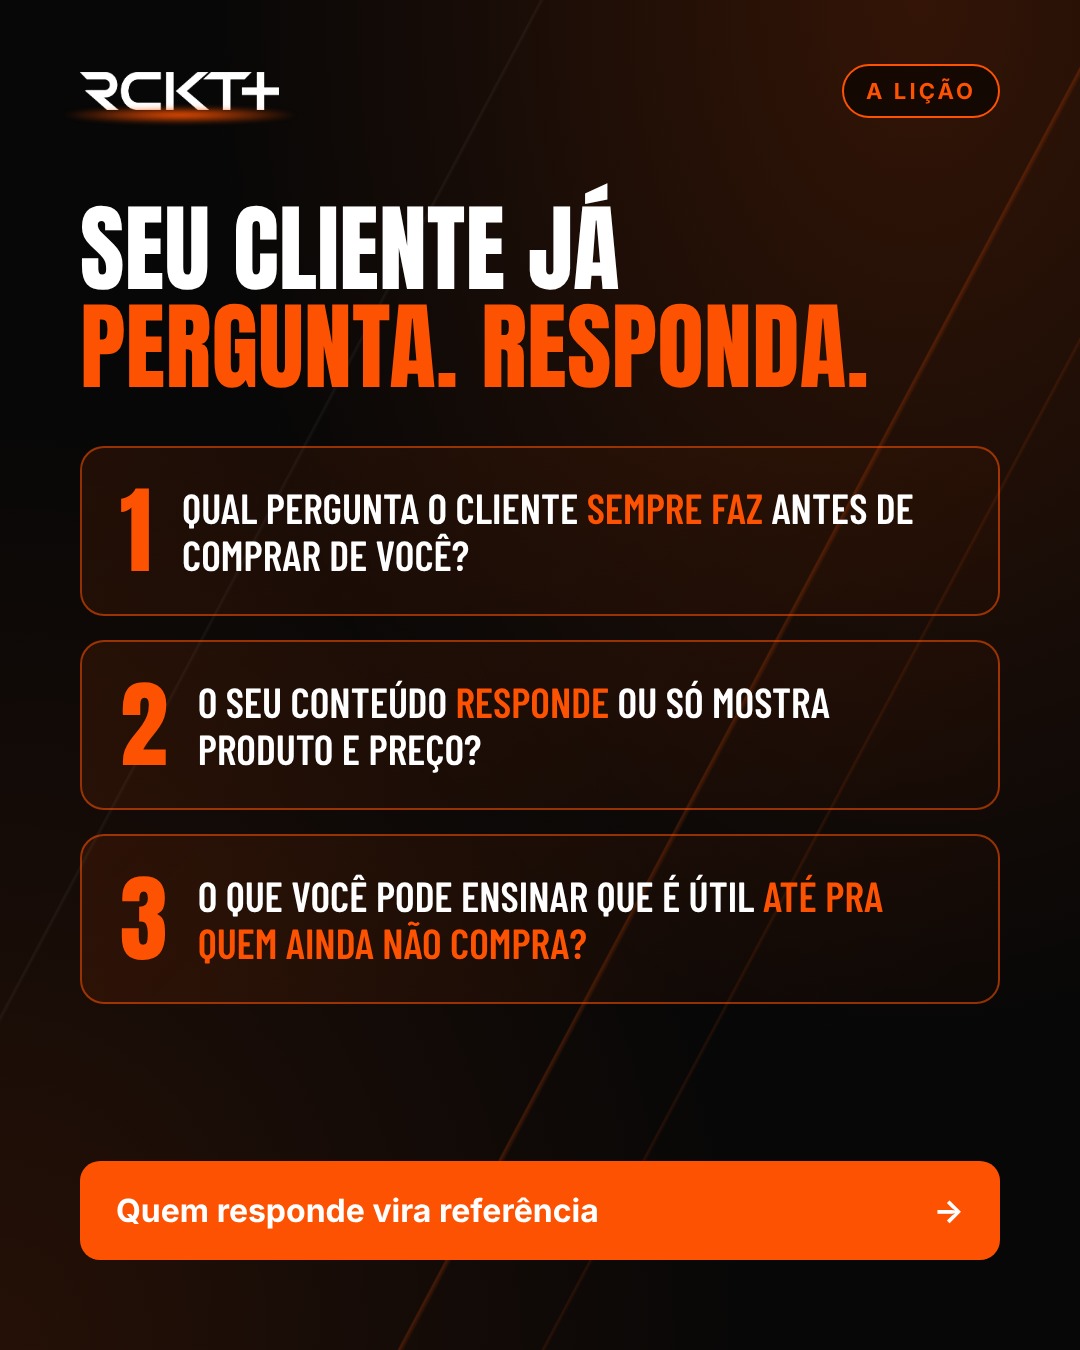 RCKT+
A LIÇÃO
SEU CLIENTE JÁ
PERGUNTA. RESPONDA.
1
QUAL PERGUNTA O CLIENTE SEMPRE FAZ ANTES DE
COMPRAR DE VOCÊ?
2
O SEU CONTEÚDO RESPONDE OU SÓ MOSTRA
PRODUTO E PREÇO?
3
O QUE VOCÊ PODE ENSINAR QUE É ÚTIL ATÉ PRA
QUEM AINDA NÃO COMPRA?
Quem responde vira referência →